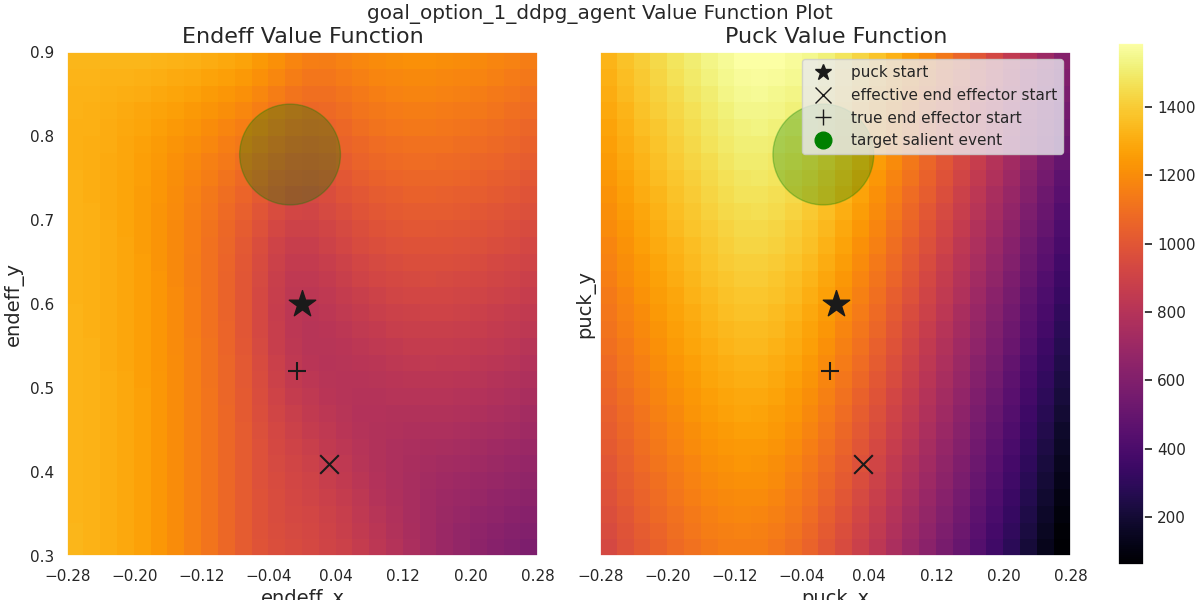 goal_option_1_ddpg_agent Value Function Plot
Endeff Value Function
Puck Value Function
0.9
0.8
0.7
0.6
0.5
0.4
0.3
endeff_y
−0.28 −0.20 −0.12 −0.04 0.04 0.12 0.20 0.28
endeff_x
puck_y
puck start
effective end effector start
true end effector start
target salient event
−0.28 −0.20 −0.12 −0.04 0.04 0.12 0.20 0.28
puck_x
1400
1200
1000
800
600
400
200